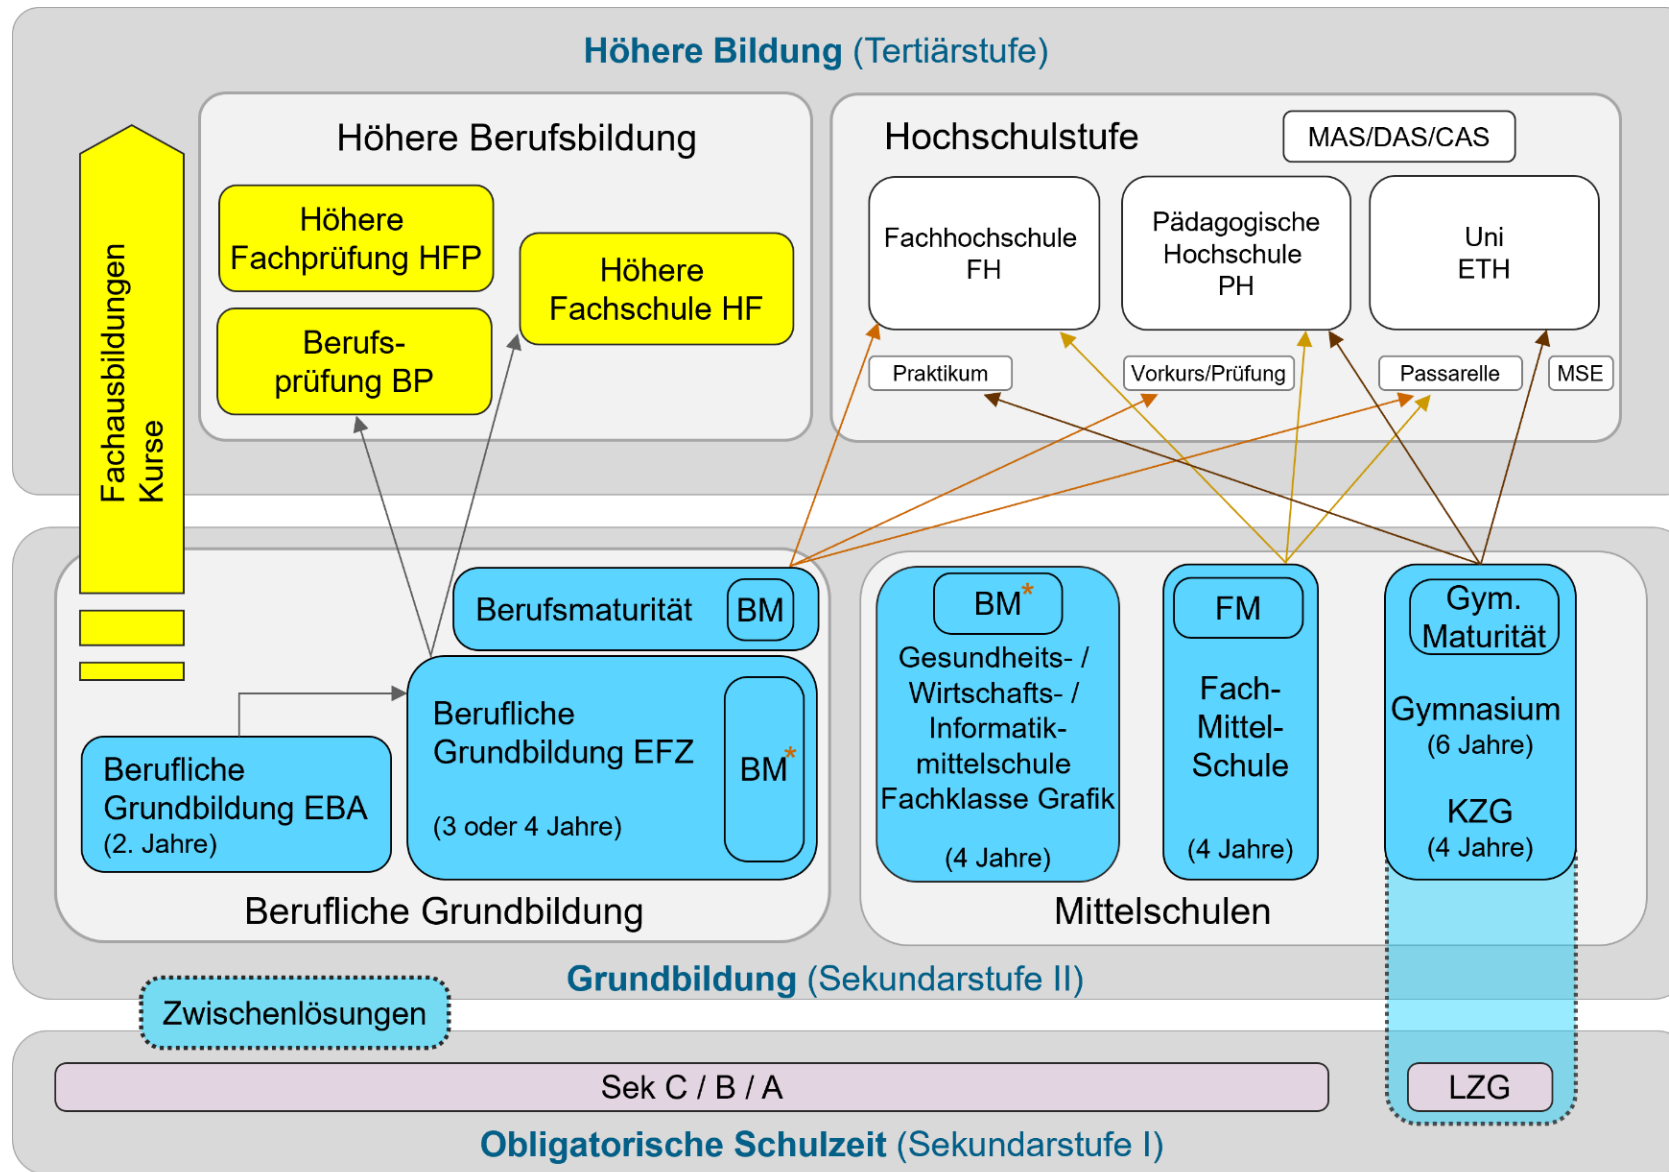 Höhere Bildung (Tertiärstufe)
Fachausbildungen
Kurse
Höhere Berufsbildung
Höhere
Fachprüfung HFP
Berufs-
prüfung BP
Höhere
Fachschule HF
Hochschulstufe
MAS/DAS/CAS
Fachhochschule
FH
Pädagogische
Hochschule
PH
Uni
ETH
Praktikum
Vorkurs/Prüfung
Passarelle
MSE
Berufsmaturität
BM
Berufliche
Grundbildung EFZ
(3 oder 4 Jahre)
BM*
Berufliche
Grundbildung EBA
(2. Jahre)
Berufliche Grundbildung
BM*
Gesundheits- /
Wirtschafts- /
Informatik-
mittelschule
Fachklasse Grafik
(4 Jahre)
FM
Fach-
Mittel-
Schule
(4 Jahre)
Gym.
Maturität
Gymnasium
(6 Jahre)
KZG
(4 Jahre)
Mittelschulen
Grundbildung (Sekundarstufe II)
Zwischenlösungen
Sek C / B / A
LZG
Obligatorische Schulzeit (Sekundarstufe I)